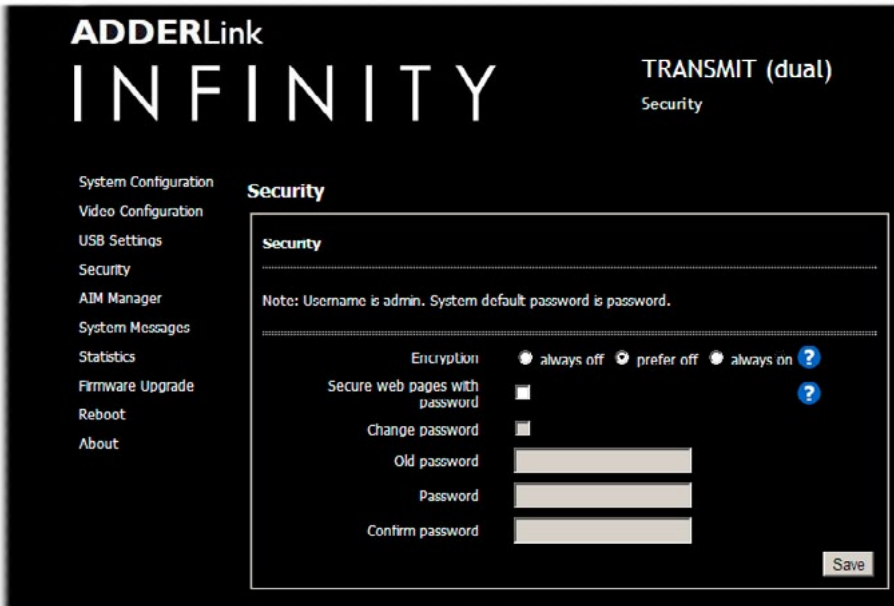 ADDERLink
INFINITY
TRANSMIT (dual)
Security
System Configuration
Video Configuration
USB Settings
Security
AIM Manager
System Messages
Statistics
Firmware Upgrade
Reboot
About
Security
Security
Note: Username is admin. System default password is password.
Encryption always off prefer off always on ?
Secure web pages with
password ?
Change password
Old password
Password
Confirm password
Save